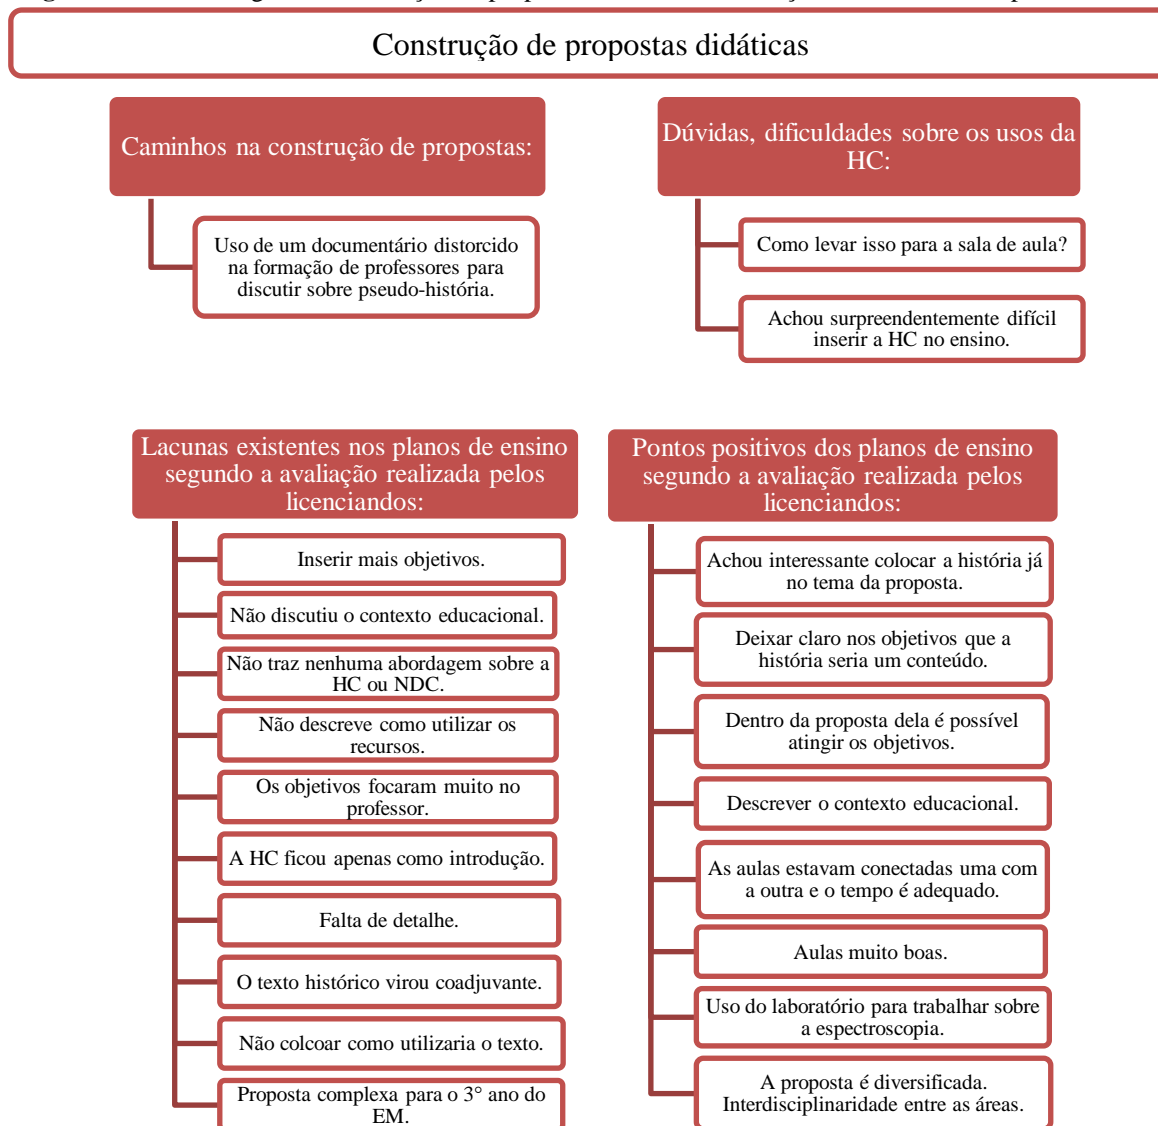 Construção de propostas didáticas
Caminhos na construção de propostas:
Uso de um documentário distorcido
na formação de professores para
discutir sobre pseudo-história.
Dúvidas, dificuldades sobre os usos da
HC:
Como levar isso para a sala de aula?
Achou surpreendentemente difícil
inserir a HC no ensino.
Lacunas existentes nos planos de ensino
segundo a avaliação realizada pelos
licenciandos:
Inserir mais objetivos.
Não discutiu o contexto educacional.
Não traz nenhuma abordagem sobre a
HC ou NDC.
Não descreve como utilizar os
recursos.
Os objetivos focaram muito no
professor.
A HC ficou apenas como introdução.
Falta de detalhe.
O texto histórico virou coadjuvante.
Não colcoar como utilizaria o texto.
Proposta complexa para o 3° ano do
EM.
Pontos positivos dos planos de ensino
segundo a avaliação realizada pelos
licenciandos:
Achou interessante colocar a história já
no tema da proposta.
Deixar claro nos objetivos que a
história seria um conteúdo.
Dentro da proposta dela é possível
atingir os objetivos.
Descrever o contexto educacional.
As aulas estavam conectadas uma com
a outra e o tempo é adequado.
Aulas muito boas.
Uso do laboratório para trabalhar sobre
a espectroscopia.
A proposta é diversificada.
Interdisciplinaridade entre as áreas.